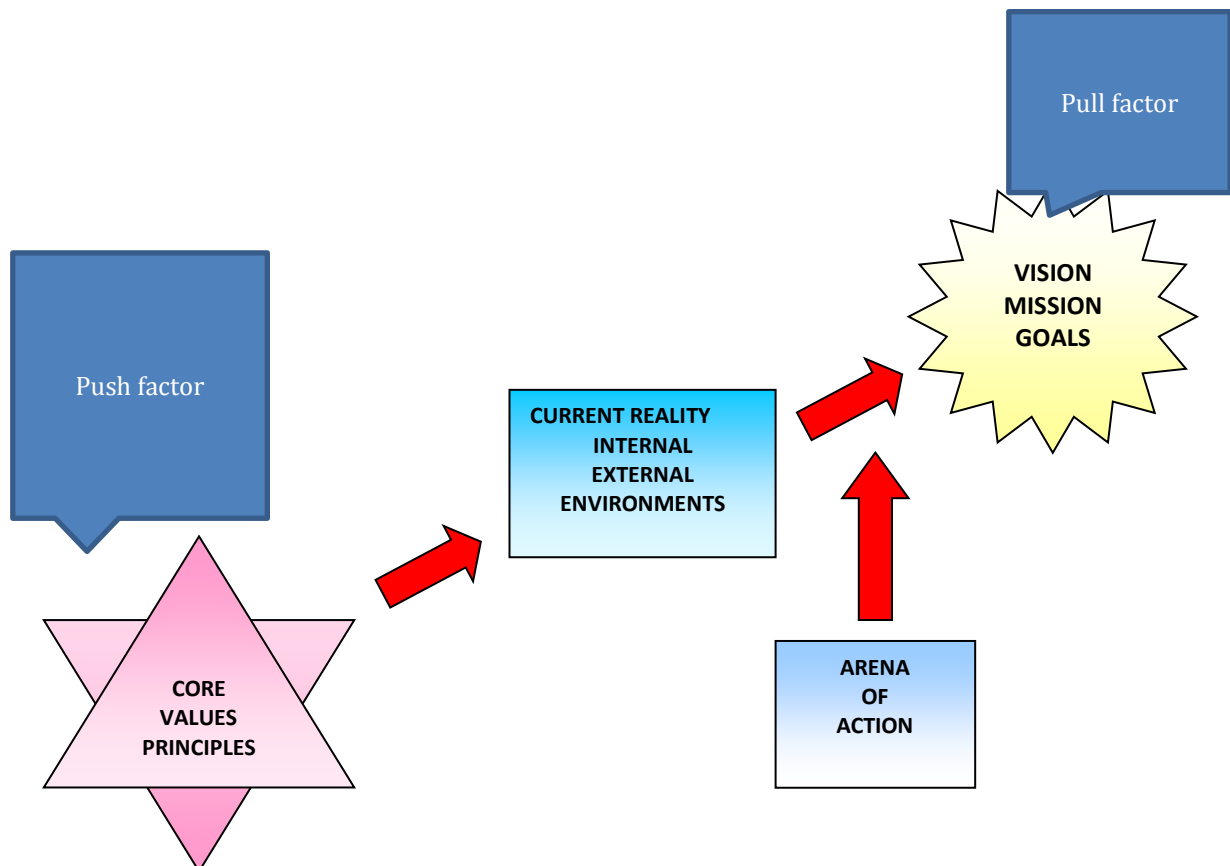 Pull factor
VISION
MISSION
GOALS
Push factor
CURRENT REALITY
INTERNAL
EXTERNAL
ENVIRONMENTS
ARENA
OF
ACTION
CORE
VALUES
PRINCIPLES